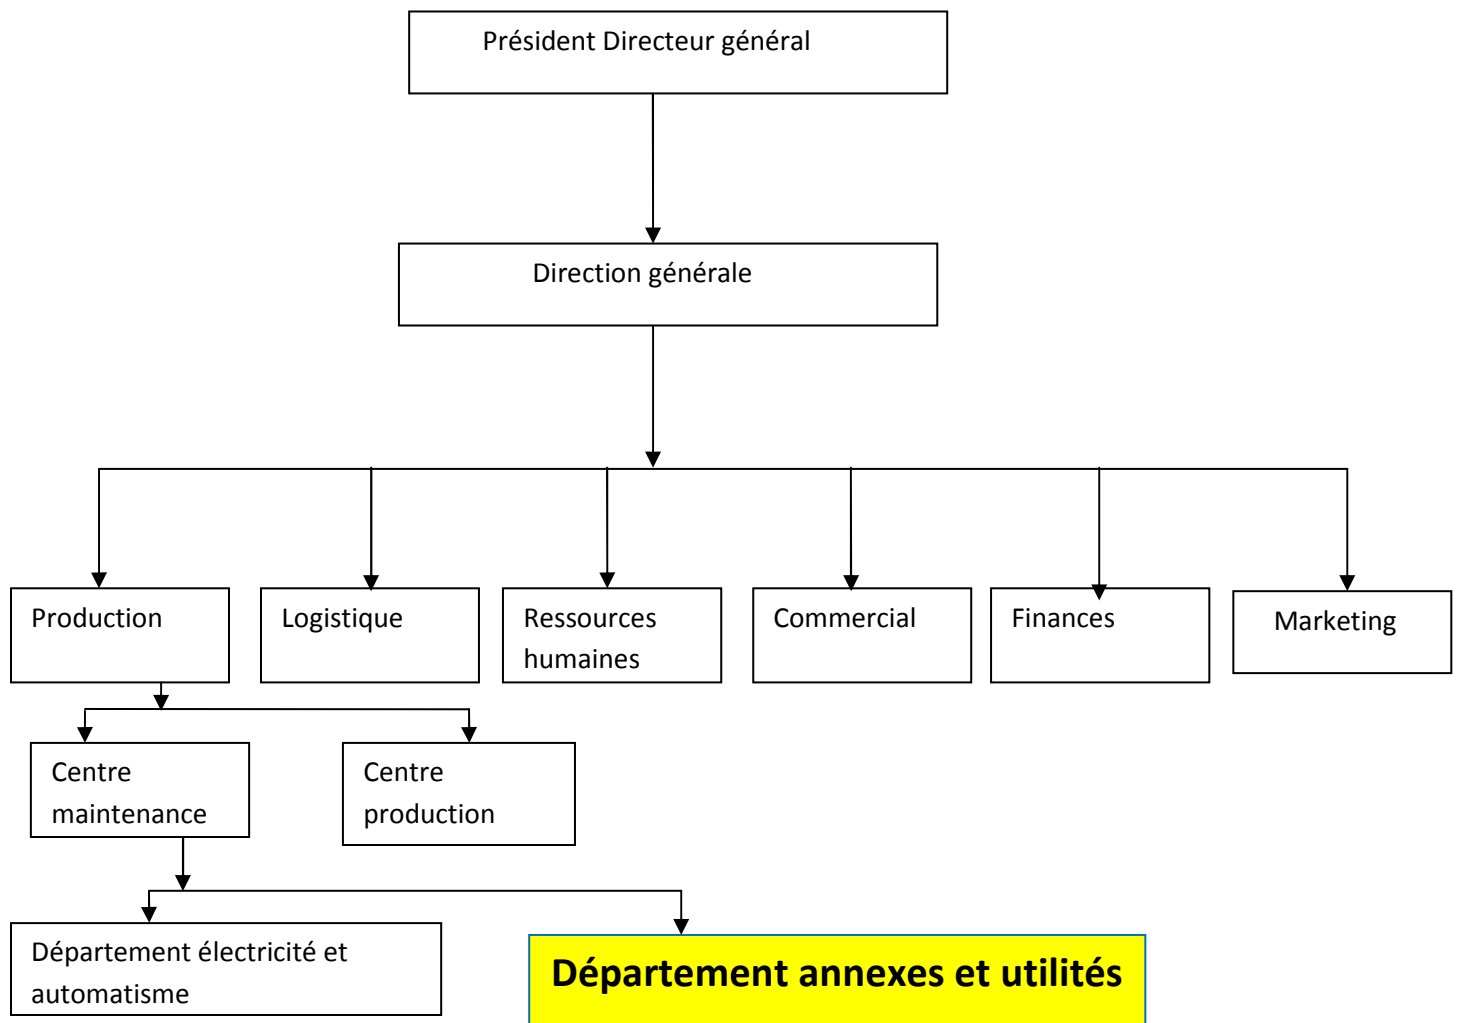 Président Directeur général
Direction générale
Production
Logistique
Ressources
humaines
Commercial
Finances
Marketing
Centre
maintenance
Centre
production
Département électricité et
automatisme
Département annexes et utilités